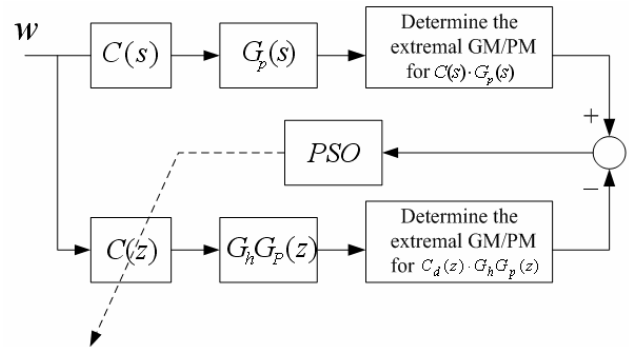 w
C(s)
G_p(s)
Determine the
extremal GM/PM
for C(s)·G_p(s)
+
PSO
−
C(z)
G_hG_P(z)
Determine the
extremal GM/PM
for C_d(z)·G_hG_p(z)